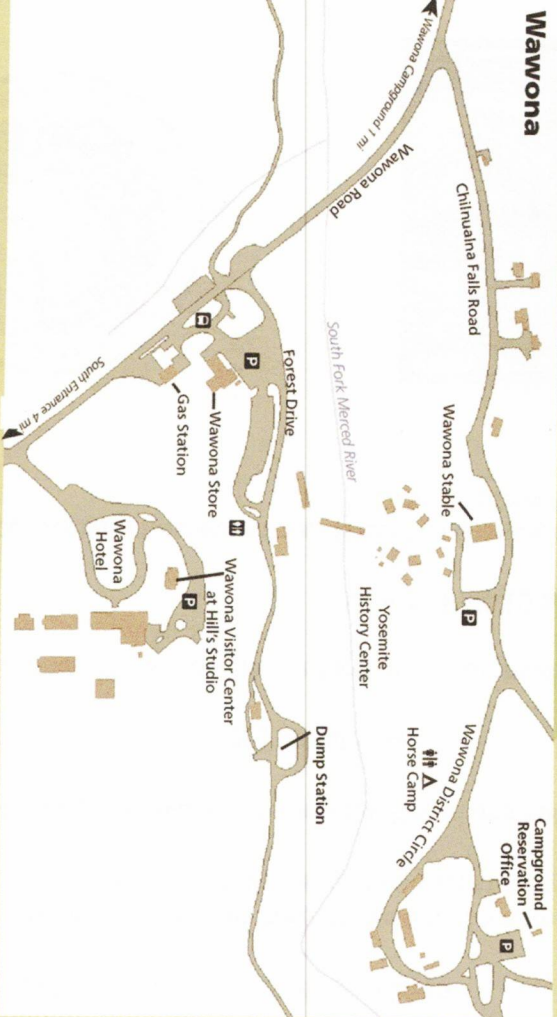 Wawona
Wawona Campground 1 mi
Wawona Road
Chilnualna Falls Road
South Fork Merced River
Forest Drive
P
Wawona Store
Gas Station
South Entrance 4 mi
Wawona Stable
P
Yosemite
History Center
Wawona
Hotel
Wawona Visitor Center
at Hill's Studio
P
Dump Station
Horse Camp
Wawona District Circle
Campground
Reservation
Office
P